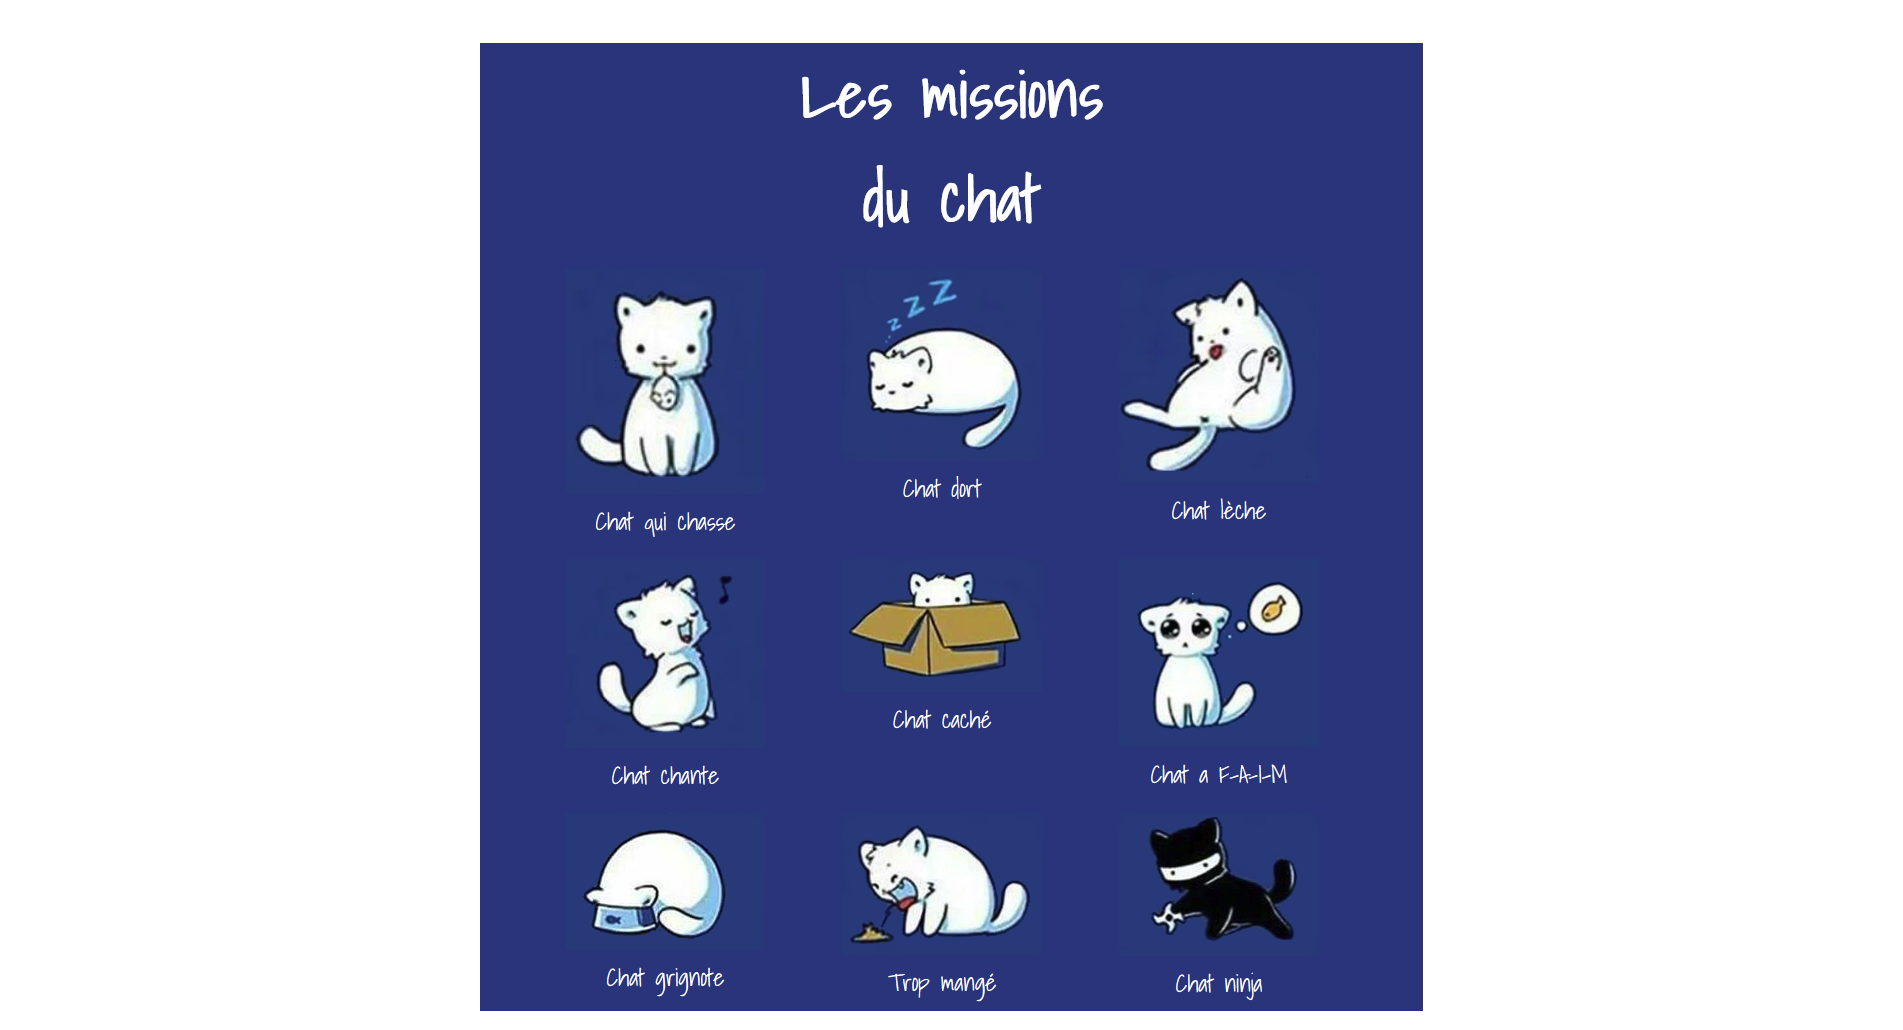 Les missions
du chat
zZZ
Chat qui chasse
Chat dort
Chat lèche
Chat chante
Chat caché
Chat a F-A-I-M
Chat grignote
Trop mangé
Chat ninja